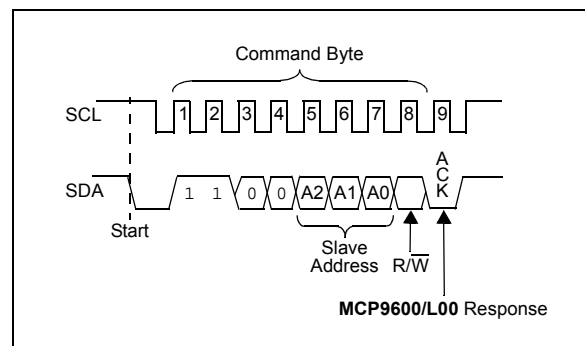 Command Byte
SCL
1 2 3 4 5 6 7 8 9
A
C
K
SDA
1 1 0 0 A2 A1 A0
Start
Slave
Address
R/W̅
MCP9600/L00 Response